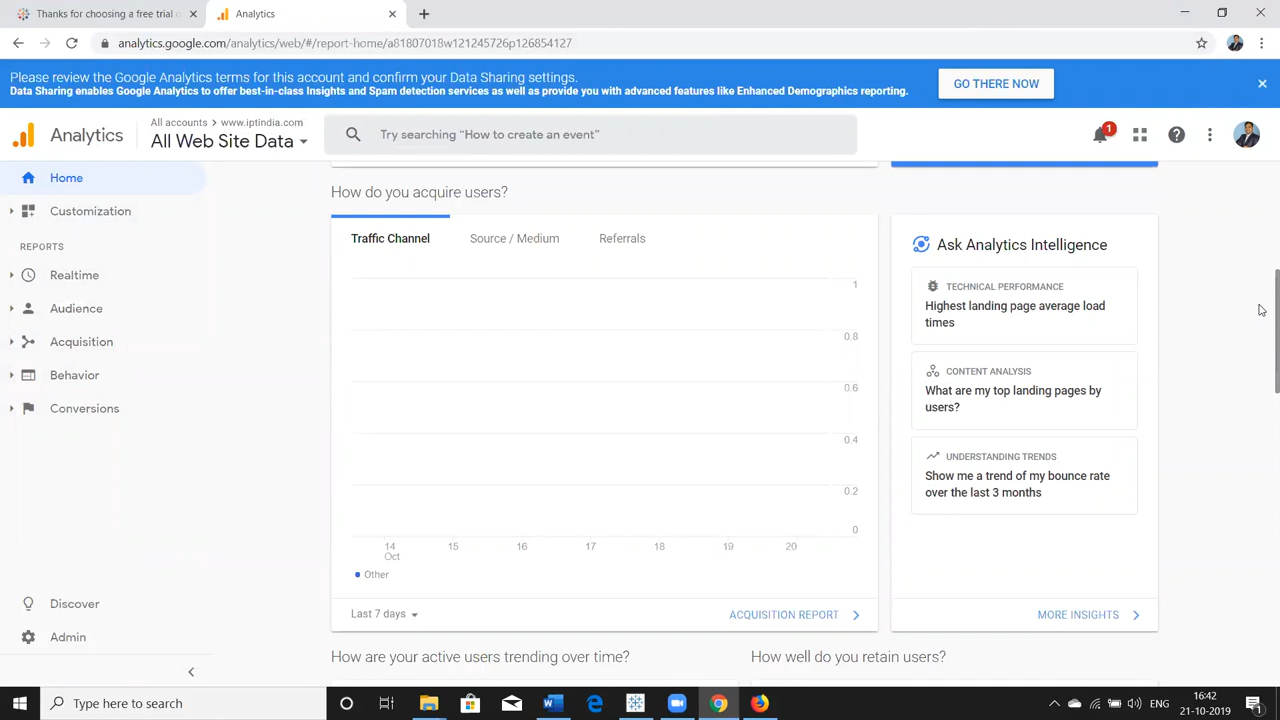 Thanks for choosing a free trial
Analytics
analytics.google.com/analytics/web/#/report-home/a81807018w121245726p126854127
Please review the Google Analytics terms for this account and confirm your Data Sharing settings.
Data Sharing enables Google Analytics to offer best-in-class Insights and Spam detection services as well as provide you with advanced features like Enhanced Demographics reporting.
GO THERE NOW
Analytics
All accounts > www.iptindia.com
All Web Site Data
Try searching “How to create an event”
1
Home
Customization
REPORTS
Realtime
Audience
Acquisition
Behavior
Conversions
Discover
Admin
How do you acquire users?
Traffic Channel
Source / Medium
Referrals
1
0.8
0.6
0.4
0.2
0
14 15 16 17 18 19 20
Oct
Other
Last 7 days
ACQUISITION REPORT
Ask Analytics Intelligence
TECHNICAL PERFORMANCE
Highest landing page average load
times
CONTENT ANALYSIS
What are my top landing pages by
users?
UNDERSTANDING TRENDS
Show me a trend of my bounce rate
over the last 3 months
MORE INSIGHTS
How are your active users trending over time?
How well do you retain users?
Type here to search
ENG
16:42
21-10-2019
1